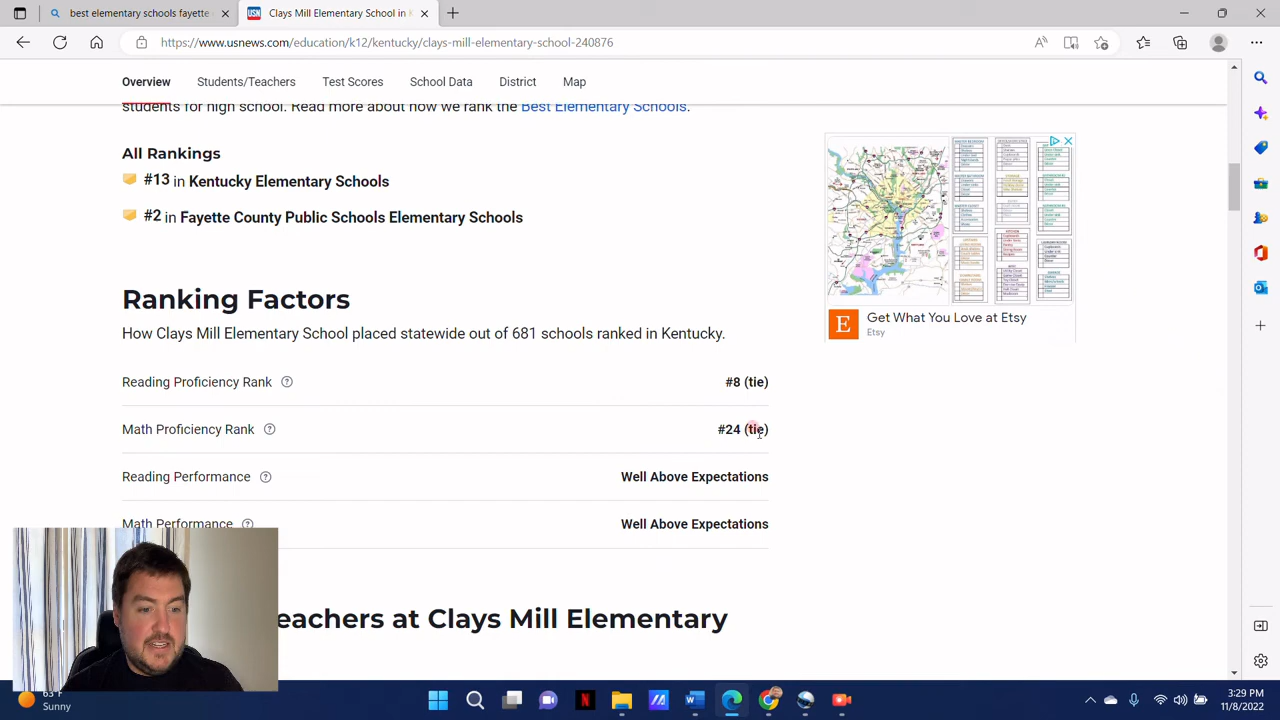 best elementary schools fayette
Clays Mill Elementary School in K
https://www.usnews.com/education/k12/kentucky/clays-mill-elementary-school-240876
Overview
Students/Teachers
Test Scores
School Data
District
Map
students for high school. Read more about how we rank the Best Elementary Schools.
All Rankings
#13 in Kentucky Elementary Schools
#2 in Fayette County Public Schools Elementary Schools
Get What You Love at Etsy
Etsy
Ranking Factors
How Clays Mill Elementary School placed statewide out of 681 schools ranked in Kentucky.
Reading Proficiency Rank ? #8 (tie)
Math Proficiency Rank ? #24 (tie)
Reading Performance ? Well Above Expectations
Math Performance ? Well Above Expectations
eachers at Clays Mill Elementary
63°F
Sunny
3:29 PM
11/8/2022